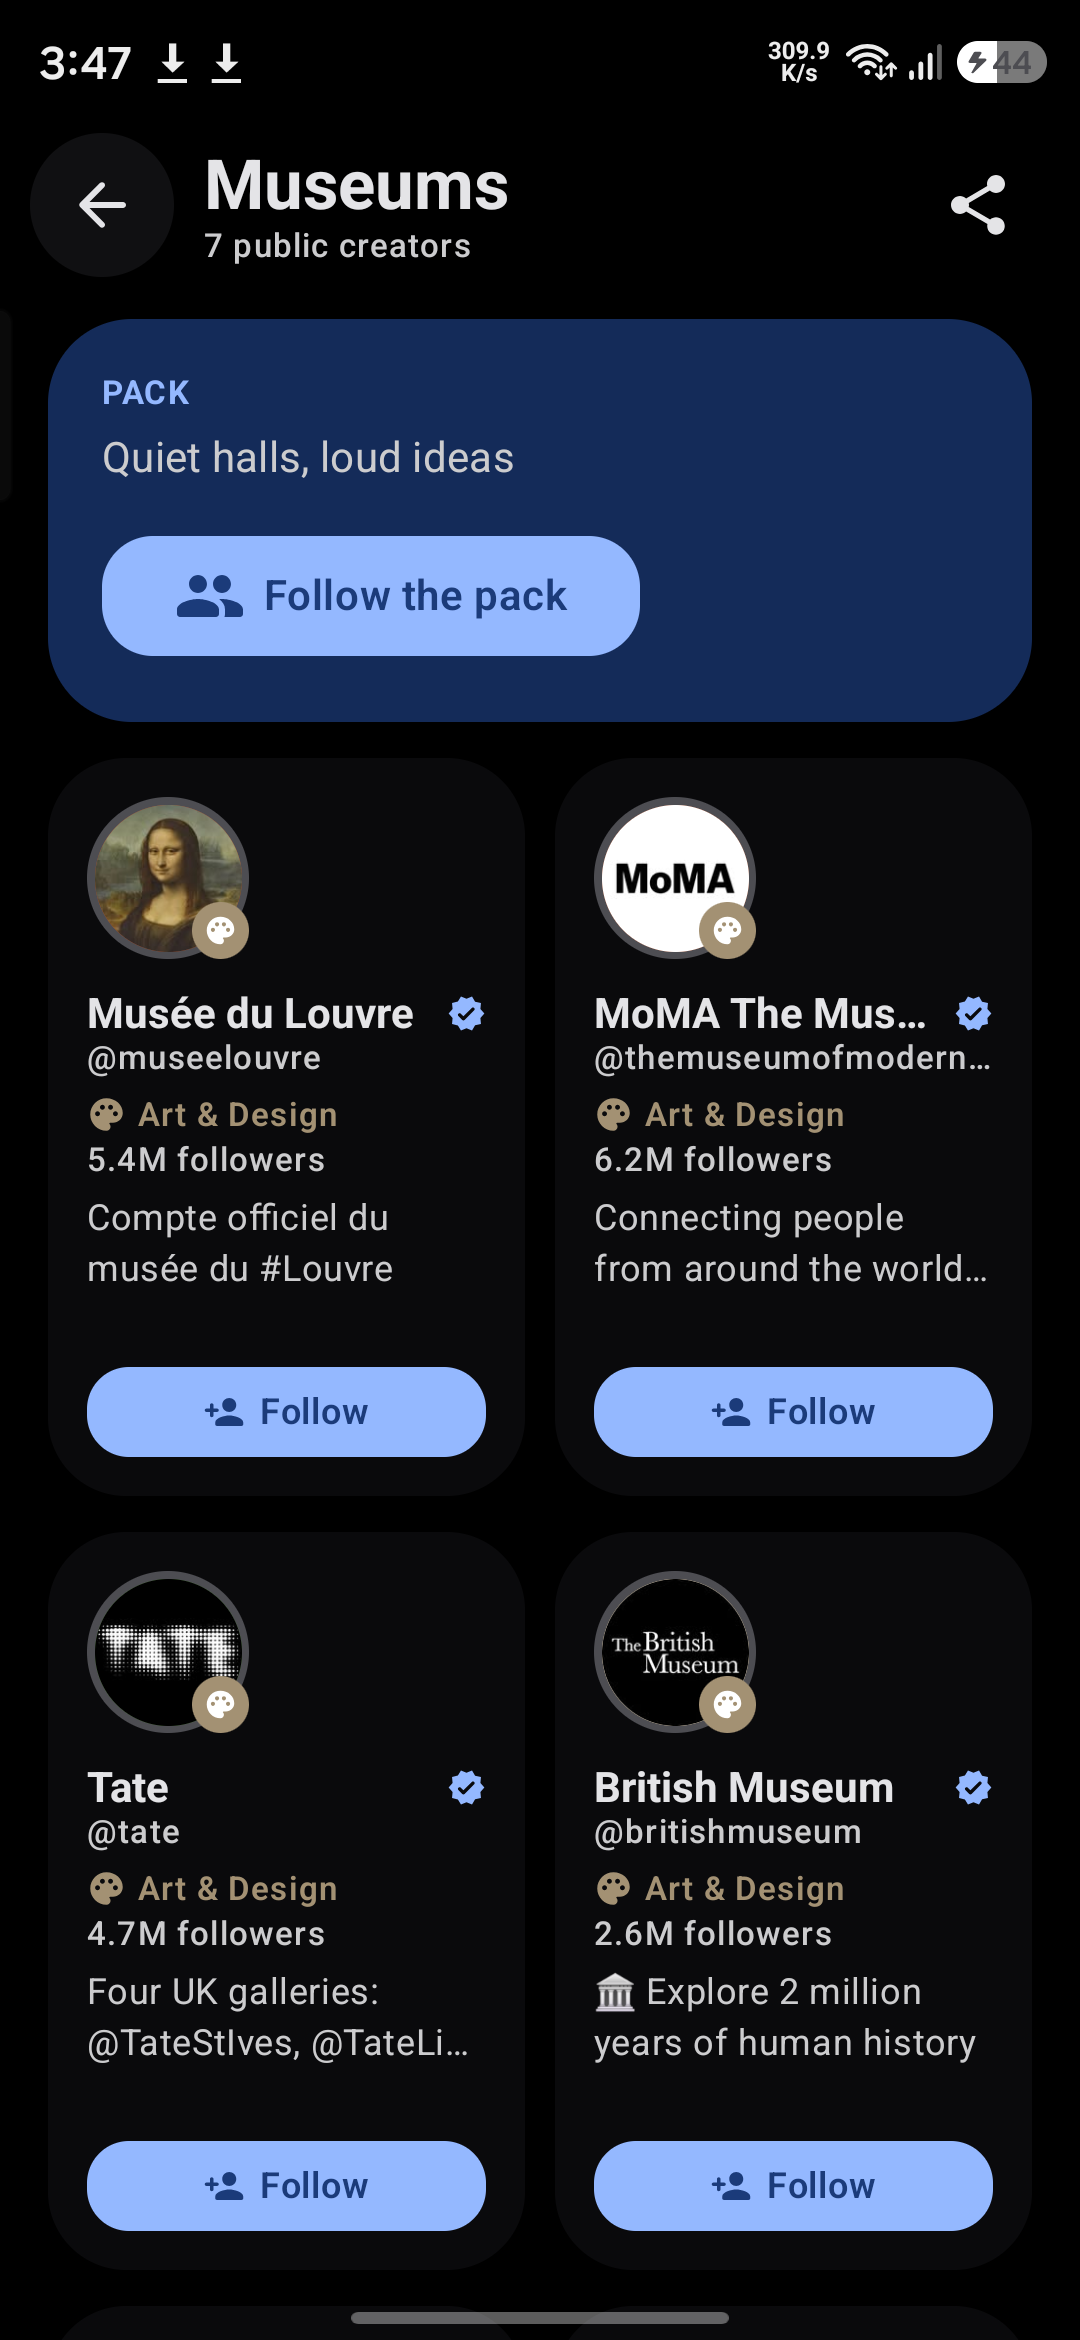 3:47
309.9
K/s
44
Museums
7 public creators
PACK
Quiet halls, loud ideas
Follow the pack
MoMA
Musée du Louvre
@museelouvre
Art & Design
5.4M followers
Compte officiel du
musée du #Louvre
Follow
MoMA The Mus...
@themuseumofmodern...
Art & Design
6.2M followers
Connecting people
from around the world...
Follow
TATE
Tate
@tate
Art & Design
4.7M followers
Four UK galleries:
@TateStIves, @TateLi...
Follow
The British
Museum
British Museum
@britishmuseum
Art & Design
2.6M followers
🏛️ Explore 2 million
years of human history
Follow